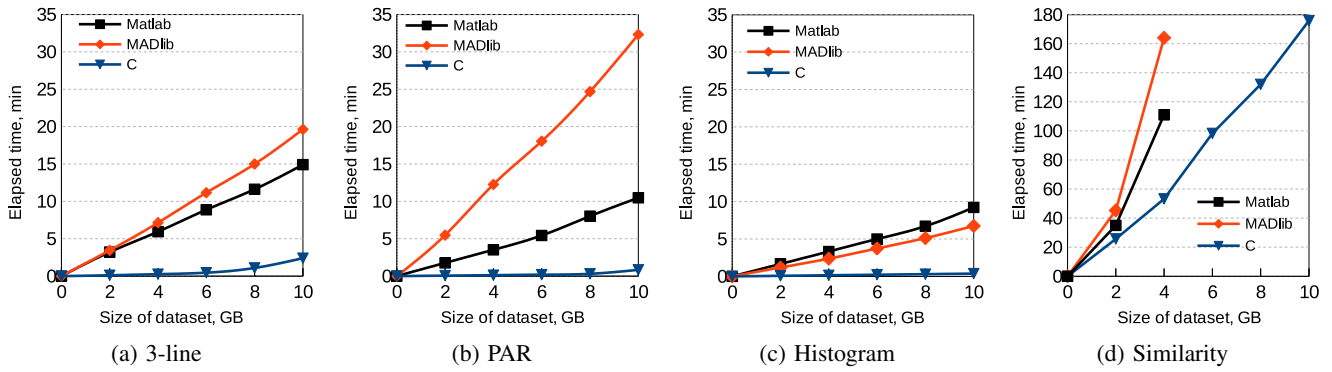 35
30
25
20
15
10
5
0
Elapsed time, min
Matlab
MADlib
C
0 2 4 6 8 10
Size of dataset, GB
(a) 3-line
35
30
25
20
15
10
5
0
Elapsed time, min
Matlab
MADlib
C
0 2 4 6 8 10
Size of dataset, GB
(b) PAR
35
30
25
20
15
10
5
0
Elapsed time, min
Matlab
MADlib
C
0 2 4 6 8 10
Size of dataset, GB
(c) Histogram
180
160
140
120
100
80
60
40
20
0
Elapsed time, min
Matlab
MADlib
C
0 2 4 6 8 10
Size of dataset, GB
(d) Similarity